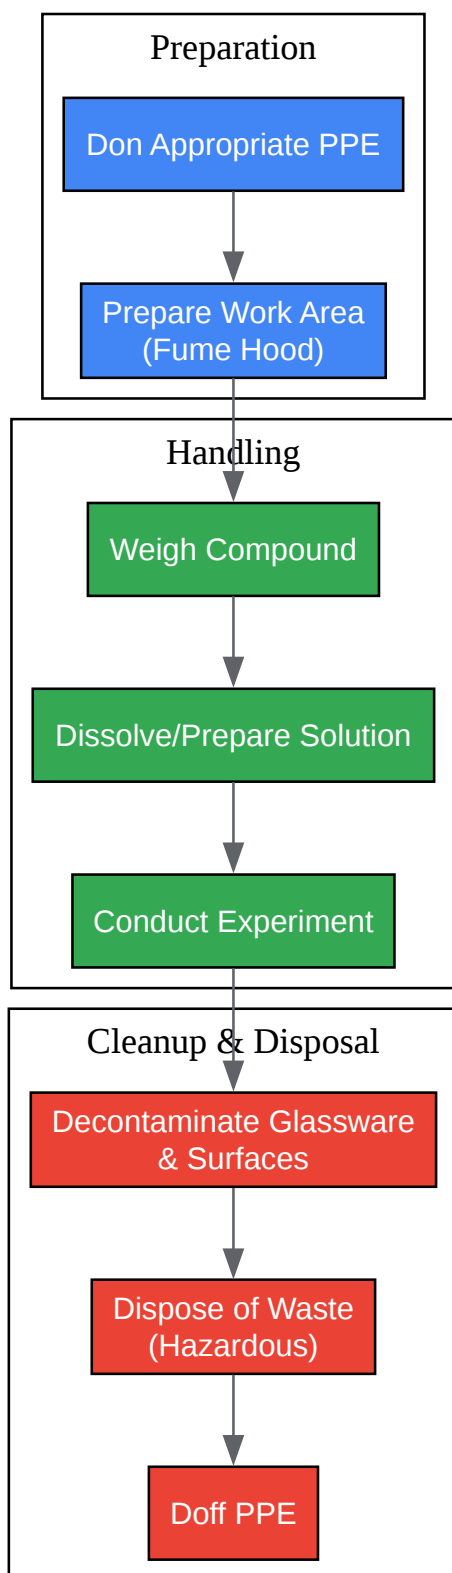 Preparation
Don Appropriate PPE
Prepare Work Area
(Fume Hood)
Handling
Weigh Compound
Dissolve/Prepare Solution
Conduct Experiment
Cleanup & Disposal
Decontaminate Glassware
& Surfaces
Dispose of Waste
(Hazardous)
Doff PPE